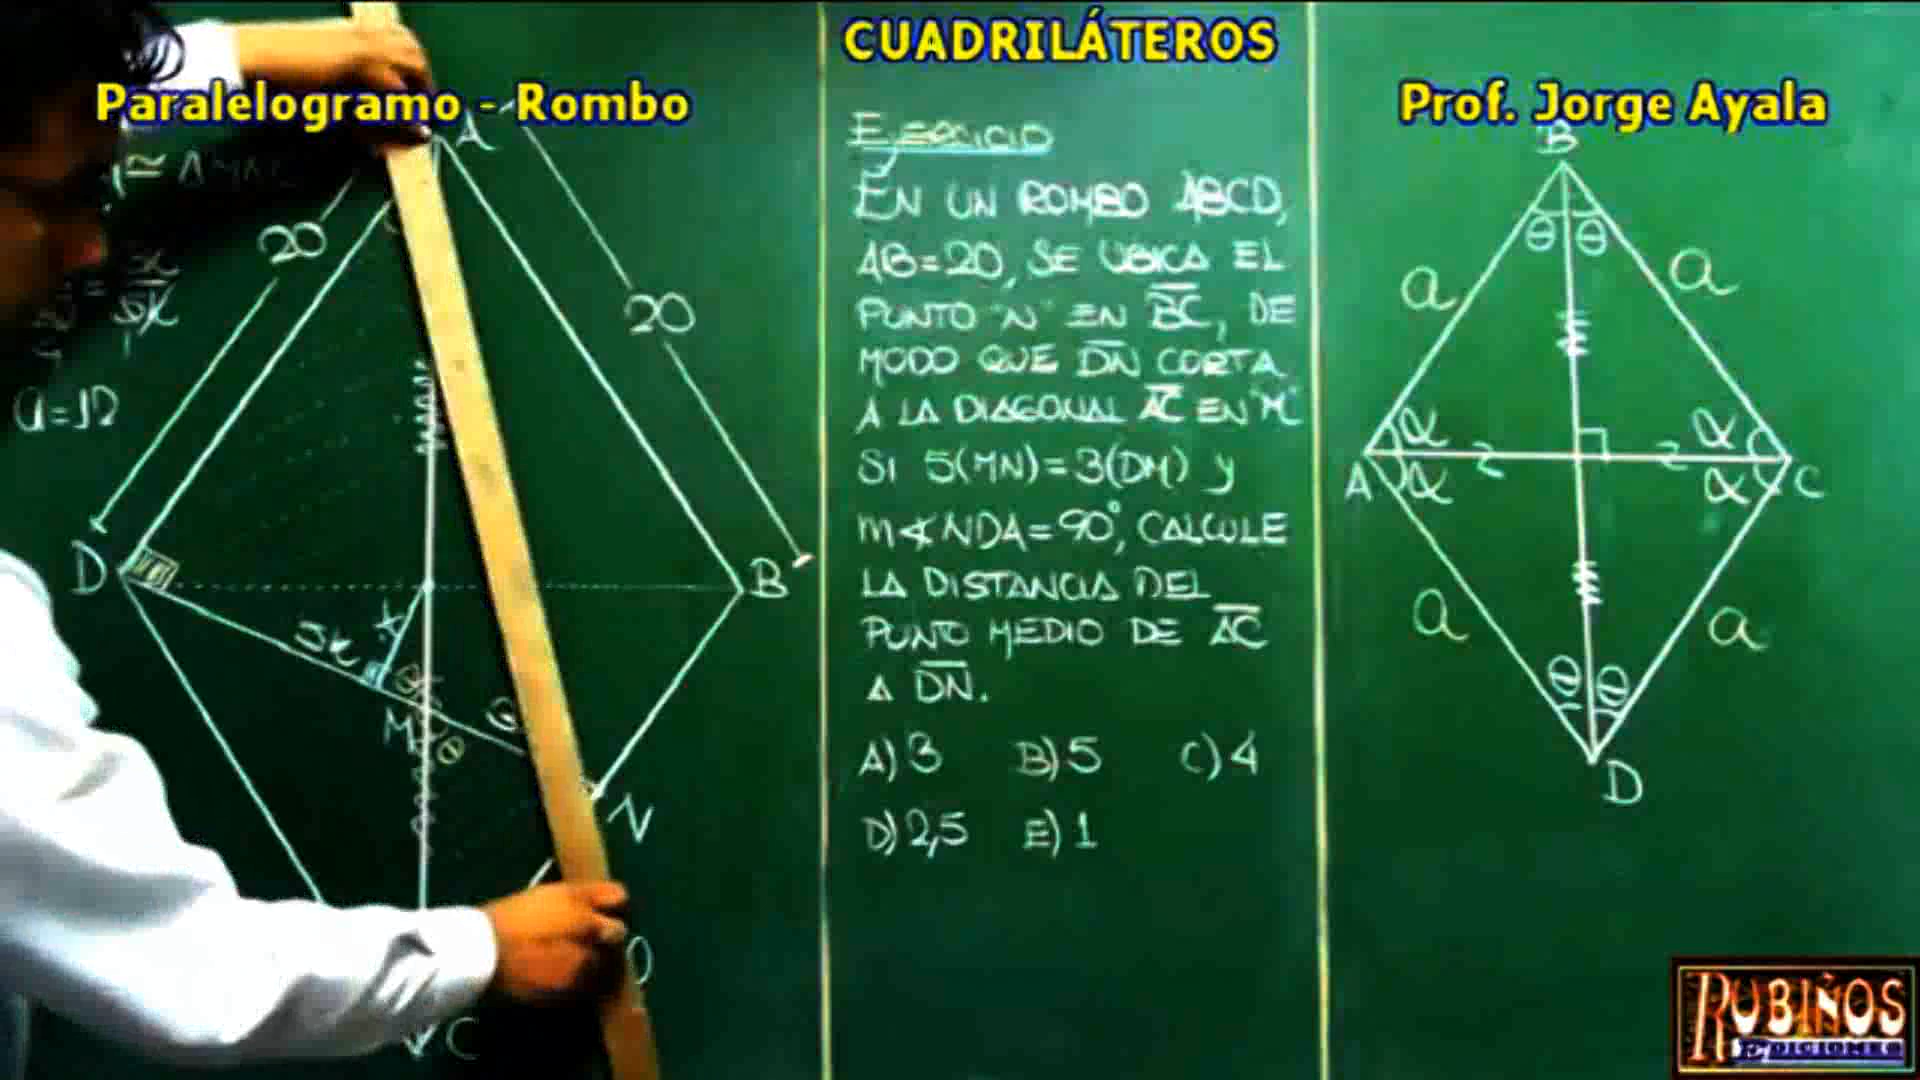 CUADRILÁTEROS
Paralelogramo - Rombo
Prof. Jorge Ayala
EJERCICIO
EN UN ROMBO ABCD,
AB=20, SE UBICA EL
PUNTO "N" EN BC, DE
MODO QUE DN CORTA
A LA DIAGONAL AC EN "M"
SI 5(MN)=3(DM) y
m∢NDA=90°, CALCULE
LA DISTANCIA DEL
PUNTO MEDIO DE AC
A DN.
A) 3 B) 5 C) 4
D) 2,5 E) 1
A
20
20
a=12
D
B
5k
x
M
θ
N
C
B
θ θ
a a
A α α α α C
a a
θ θ
D
RUBIÑOS
EDICIONES